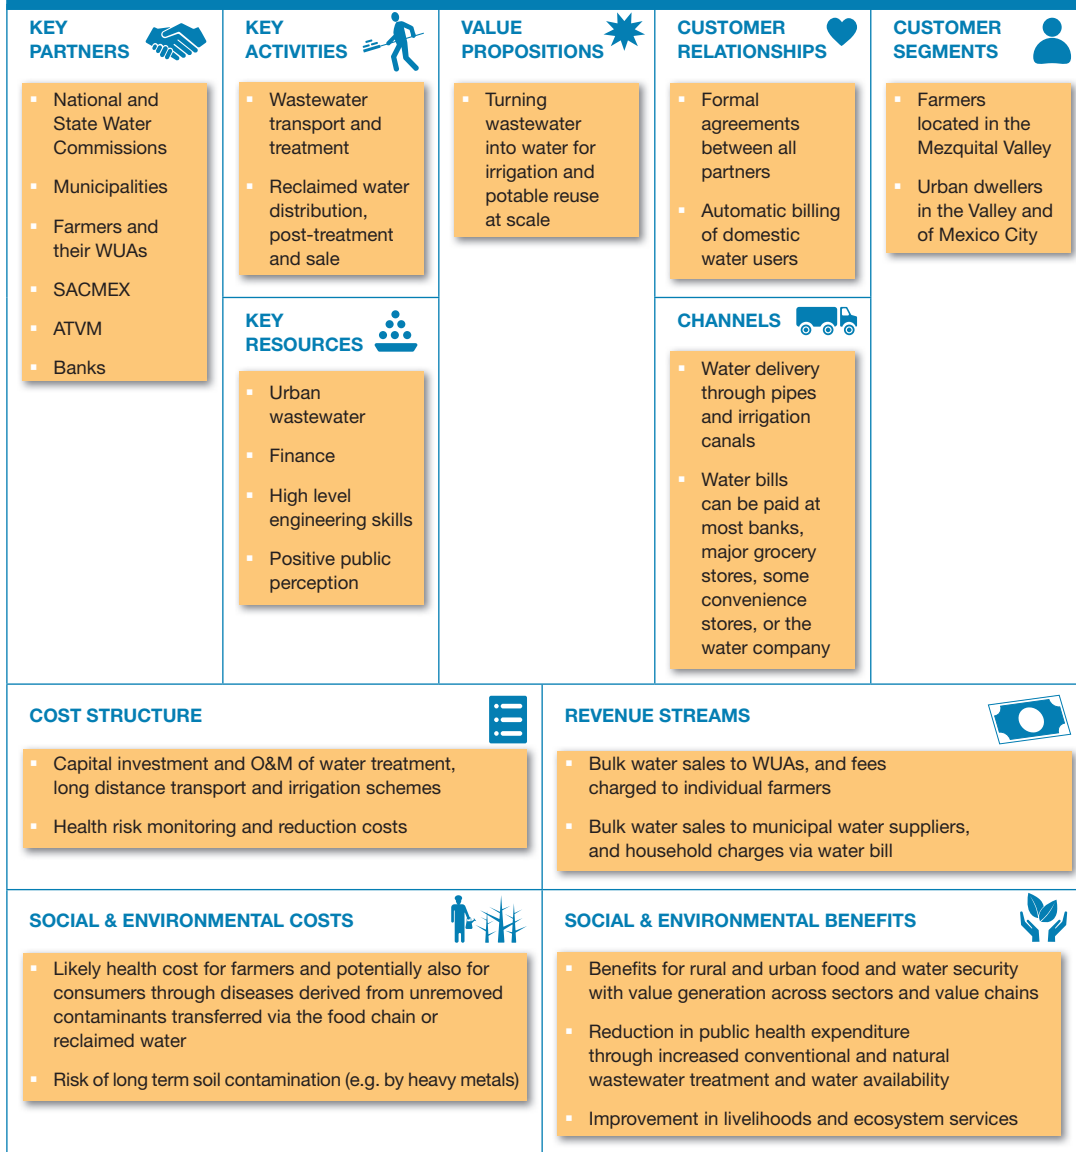 KEY
PARTNERS
National and
State Water
Commissions
Municipalities
Farmers and
their WUAs
SACMEX
ATVM
Banks
KEY
ACTIVITIES
Wastewater
transport and
treatment
Reclaimed water
distribution,
post-treatment
and sale
KEY
RESOURCES
Urban
wastewater
Finance
High level
engineering skills
Positive public
perception
VALUE
PROPOSITIONS
Turning
wastewater
into water for
irrigation and
potable reuse
at scale
CUSTOMER
RELATIONSHIPS
Formal
agreements
between all
partners
Automatic billing
of domestic
water users
CHANNELS
Water delivery
through pipes
and irrigation
canals
Water bills
can be paid at
most banks,
major grocery
stores, some
convenience
stores, or the
water company
CUSTOMER
SEGMENTS
Farmers
located in the
Mezquital Valley
Urban dwellers
in the Valley and
of Mexico City
COST STRUCTURE
Capital investment and O&M of water treatment,
long distance transport and irrigation schemes
Health risk monitoring and reduction costs
REVENUE STREAMS
Bulk water sales to WUAs, and fees
charged to individual farmers
Bulk water sales to municipal water suppliers,
and household charges via water bill
SOCIAL & ENVIRONMENTAL COSTS
Likely health cost for farmers and potentially also for
consumers through diseases derived from unremoved
contaminants transferred via the food chain or
reclaimed water
Risk of long term soil contamination (e.g. by heavy metals)
SOCIAL & ENVIRONMENTAL BENEFITS
Benefits for rural and urban food and water security
with value generation across sectors and value chains
Reduction in public health expenditure
through increased conventional and natural
wastewater treatment and water availability
Improvement in livelihoods and ecosystem services